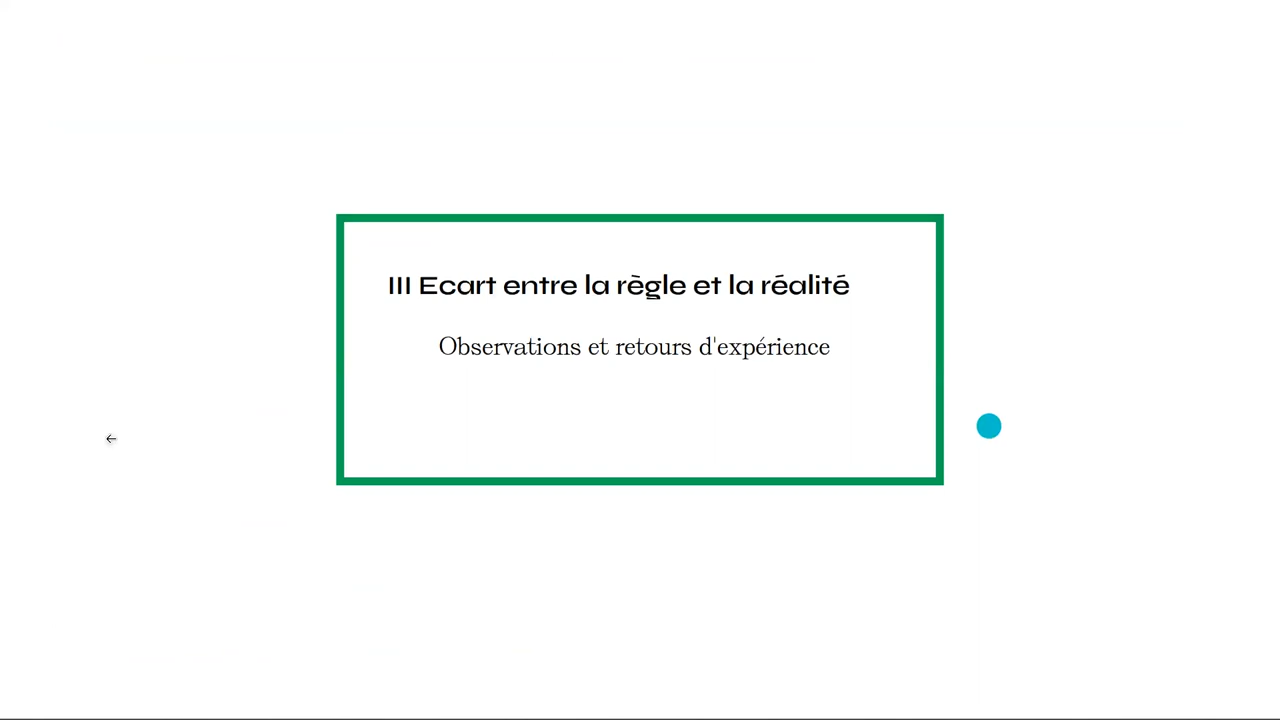 III Ecart entre la règle et la réalité
Observations et retours d'expérience